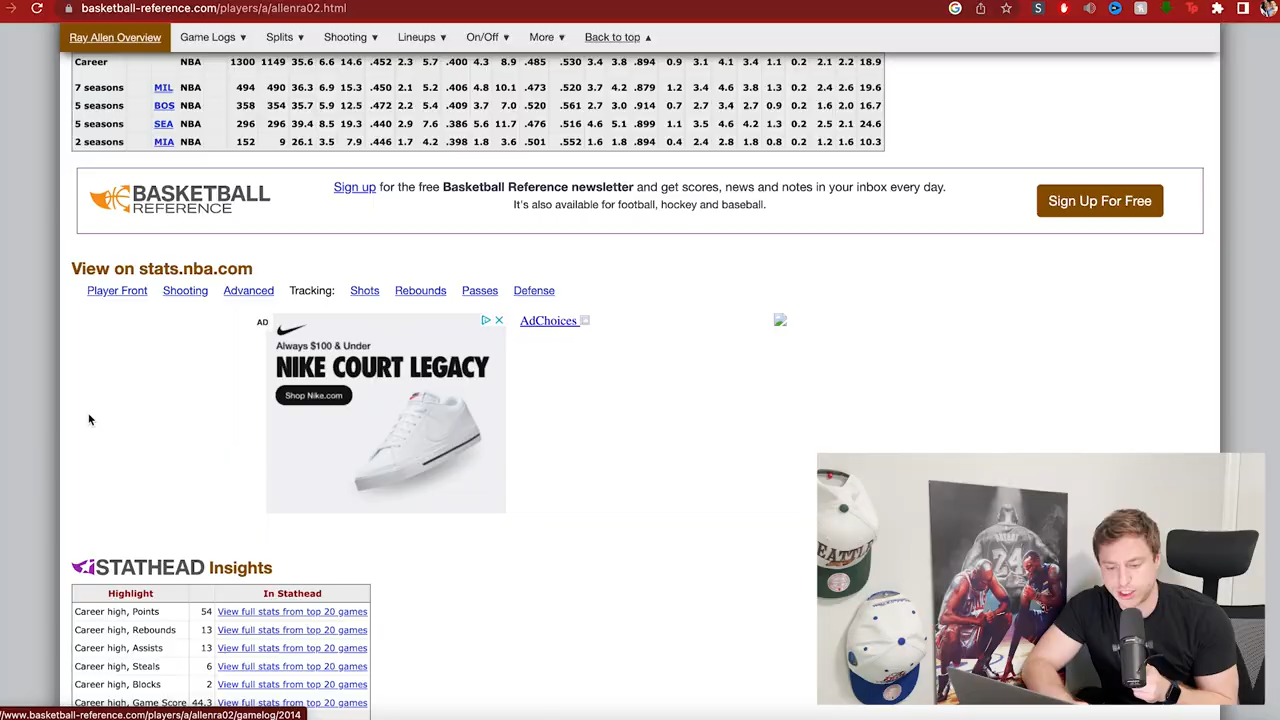 basketball-reference.com/players/a/allenra02.html
Ray Allen Overview Game Logs ▼ Splits ▼ Shooting ▼ Lineups ▼ On/Off ▼ More ▼ Back to top ▲
Career NBA 1300 1149 35.6 6.6 14.6 .452 2.3 5.7 .400 4.3 8.9 .485 .530 3.4 3.8 .894 0.9 3.1 4.1 3.4 1.1 0.2 2.1 2.2 18.9
7 seasons MIL NBA 494 490 36.3 6.9 15.3 .450 2.1 5.2 .406 4.8 10.1 .473 .520 3.7 4.2 .879 1.2 3.4 4.6 3.8 1.3 0.2 2.4 2.6 19.6
5 seasons BOS NBA 358 354 35.7 5.9 12.5 .472 2.2 5.4 .409 3.7 7.0 .520 .561 2.7 3.0 .914 0.7 2.7 3.4 2.7 0.9 0.2 1.6 2.0 16.7
5 seasons SEA NBA 296 296 39.4 8.5 19.3 .440 2.9 7.6 .386 5.6 11.7 .476 .516 4.6 5.1 .899 1.1 3.5 4.6 4.2 1.3 0.2 2.5 2.1 24.6
2 seasons MIA NBA 152 9 26.1 3.5 7.9 .446 1.7 4.2 .398 1.8 3.6 .501 .552 1.6 1.8 .894 0.4 2.4 2.8 1.8 0.8 0.2 1.2 1.6 10.3
BASKETBALL
REFERENCE
Sign up for the free Basketball Reference newsletter and get scores, news and notes in your inbox every day.
It's also available for football, hockey and baseball.
Sign Up For Free
View on stats.nba.com
Player Front Shooting Advanced Tracking: Shots Rebounds Passes Defense
AD
Always $100 & Under
NIKE COURT LEGACY
Shop Nike.com
AdChoices
STATHEAD Insights
Highlight In Stathead
Career high, Points 54 View full stats from top 20 games
Career high, Rebounds 13 View full stats from top 20 games
Career high, Assists 13 View full stats from top 20 games
Career high, Steals 6 View full stats from top 20 games
Career high, Blocks 2 View full stats from top 20 games
Career high, Game Score 44.3 View full stats from top 20 games
//www.basketball-reference.com/players/a/allenra02/gamelog/2014
24